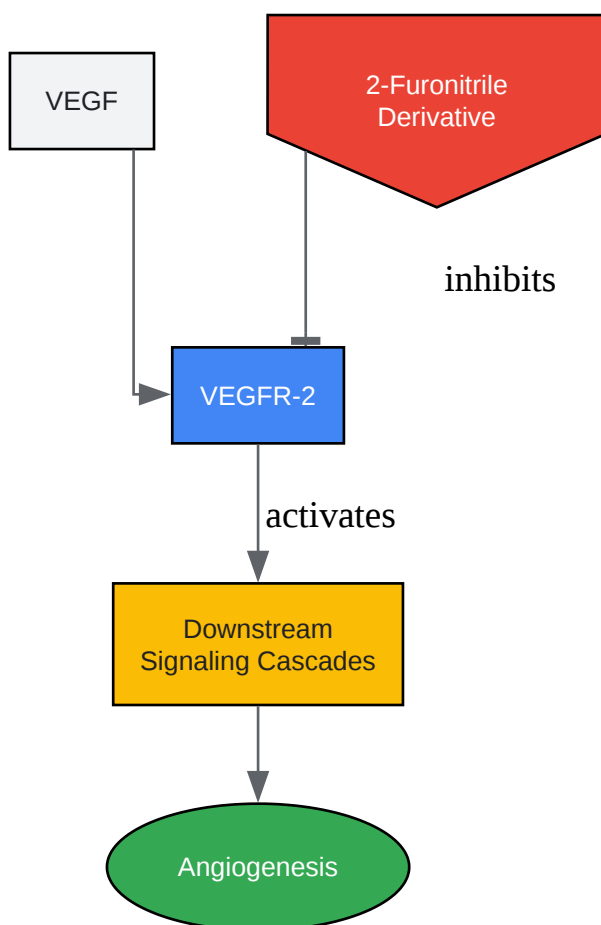 VEGF
2-Furonitrile
Derivative
inhibits
VEGFR-2
activates
Downstream
Signaling Cascades
Angiogenesis